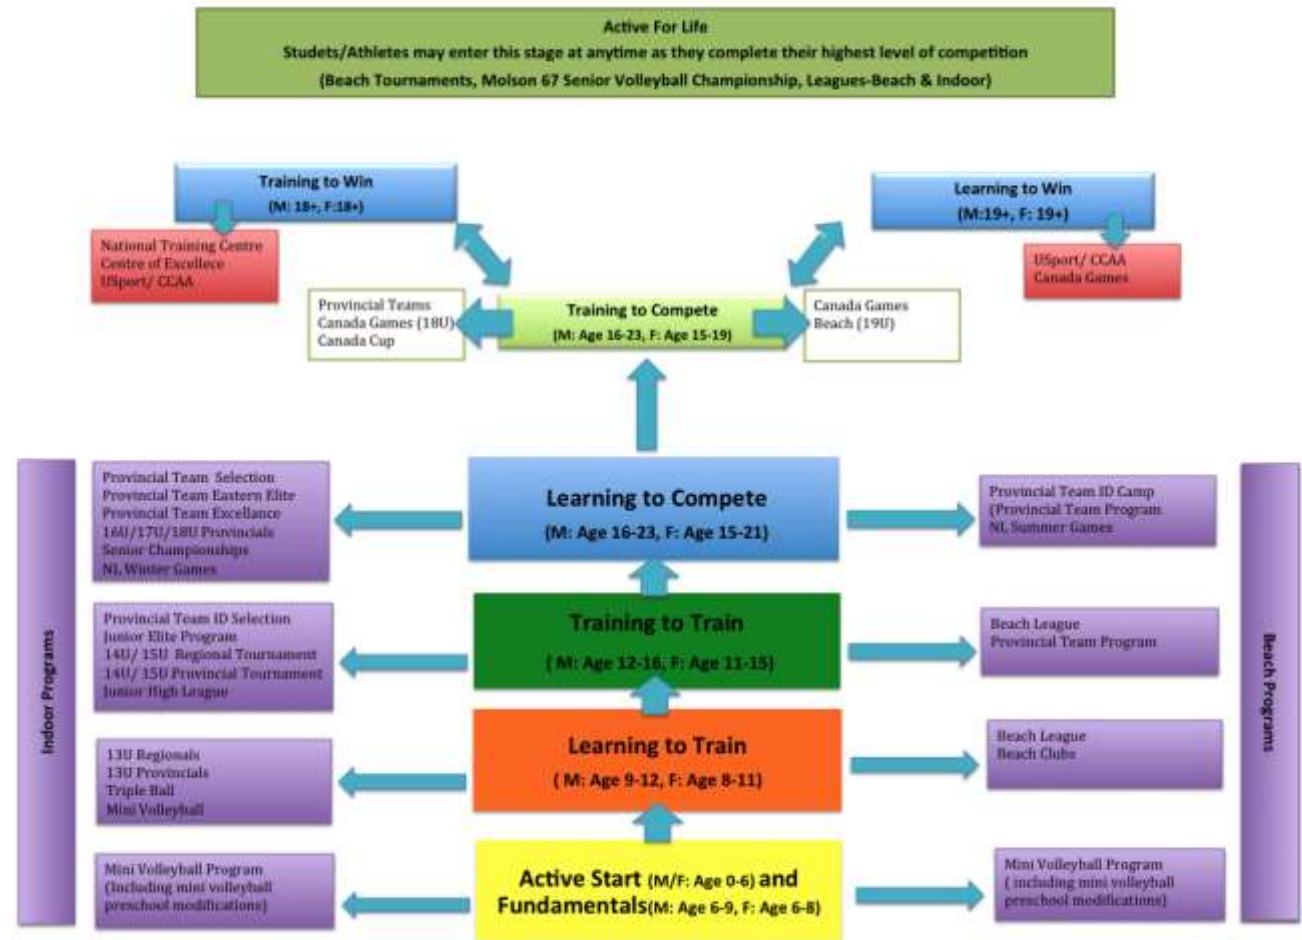 Active For Life
Studets/Athletes may enter this stage at anytime as they complete their highest level of competition
(Beach Tournaments, Molson 67 Senior Volleyball Championship, Leagues-Beach & Indoor)
Training to Win
(M: 18+, F:18+)
Learning to Win
(M:19+, F: 19+)
National Training Centre
Centre of Excellece
USport/ CCAA
USport/ CCAA
Canada Games
Provincial Teams
Canada Games (18U)
Canada Cup
Training to Compete
(M: Age 16-23, F: Age 15-19)
Canada Games
Beach (19U)
Indoor Programs
Provincial Team Selection
Provincial Team Eastern Elite
Provincial Team Excellance
16U/17U/18U Provincials
Senior Championships
NL Winter Games
Learning to Compete
(M: Age 16-23, F: Age 15-21)
Provincial Team ID Camp
(Provincial Team Program
NL Summer Games
Beach Programs
Provincial Team ID Selection
Junior Elite Program
14U/ 15U Regional Tournament
14U/ 15U Provincial Tournament
Junior High League
Training to Train
( M: Age 12-16, F: Age 11-15)
Beach League
Provincial Team Program
13U Regionals
13U Provincials
Triple Ball
Mini Volleyball
Learning to Train
( M: Age 9-12, F: Age 8-11)
Beach League
Beach Clubs
Mini Volleyball Program
(Including mini volleyball
preschool modifications)
Active Start (M/F: Age 0-6) and
Fundamentals(M: Age 6-9, F: Age 6-8)
Mini Volleyball Program
( including mini volleyball
preschool modifications)